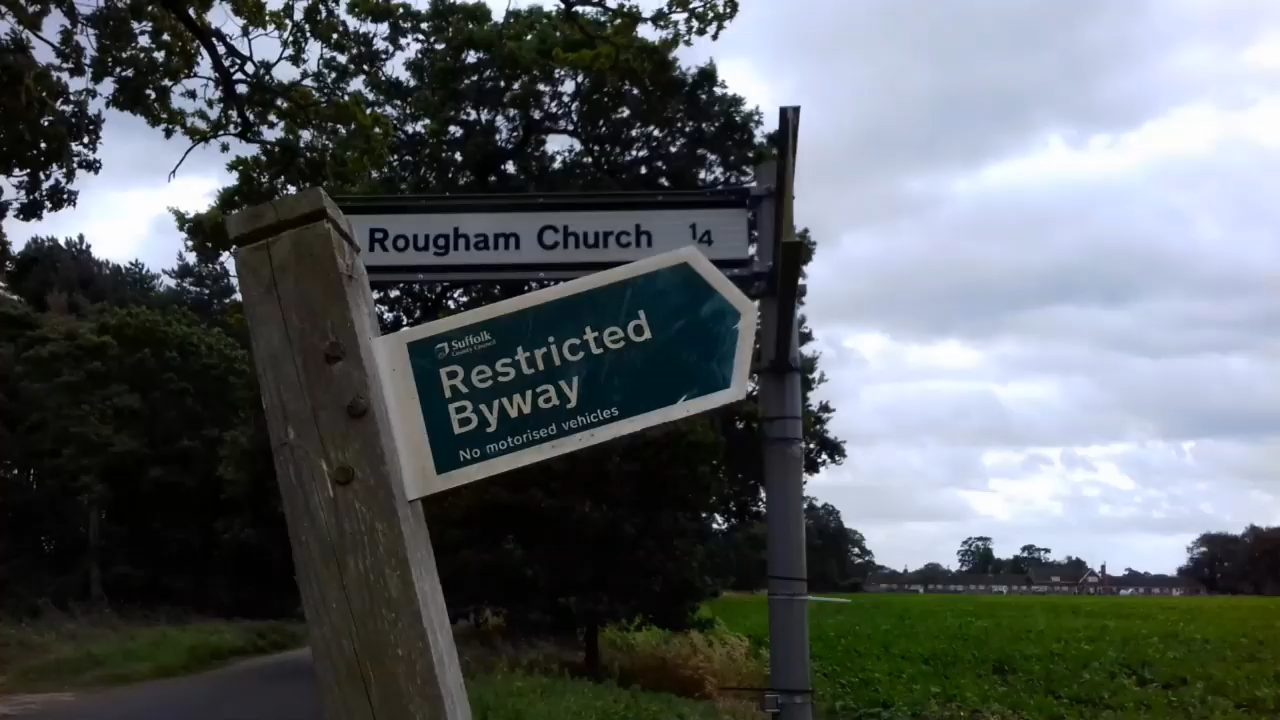 Rougham Church ¼
Suffolk
County Council
Restricted
Byway
No motorised vehicles